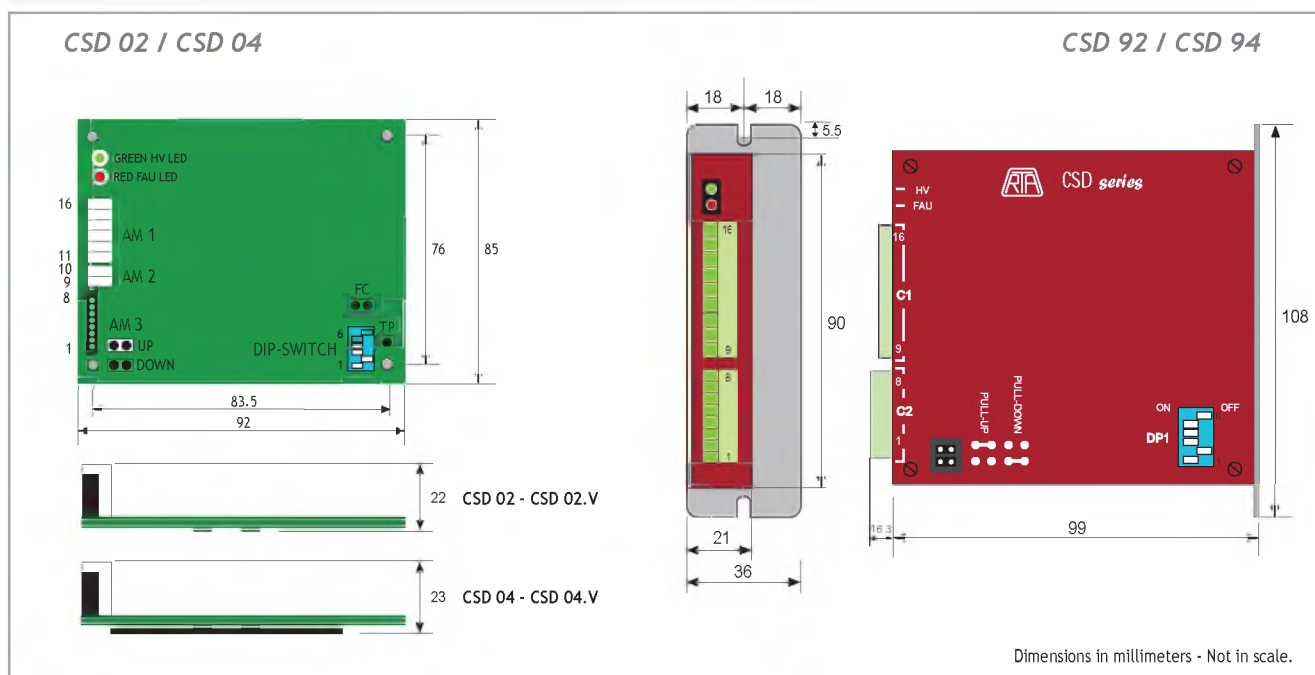 CSD 02 / CSD 04
CSD 92 / CSD 94
GREEN HV LED
RED FAU LED
16
AM 1
11
10
AM 2
9
8
AM 3
1
UP
DOWN
FC
TP
6
DIP-SWITCH
1
76
85
83.5
92
22
CSD 02 - CSD 02.V
23
CSD 04 - CSD 04.V
18
18
5.5
16
9
8
1
90
21
36
RTA
CSD series
HV
FAU
16
C1
9
8
C2
1
PULL-UP
PULL-DOWN
ON
OFF
DP1
1
108
16.3
99
Dimensions in millimeters - Not in scale.